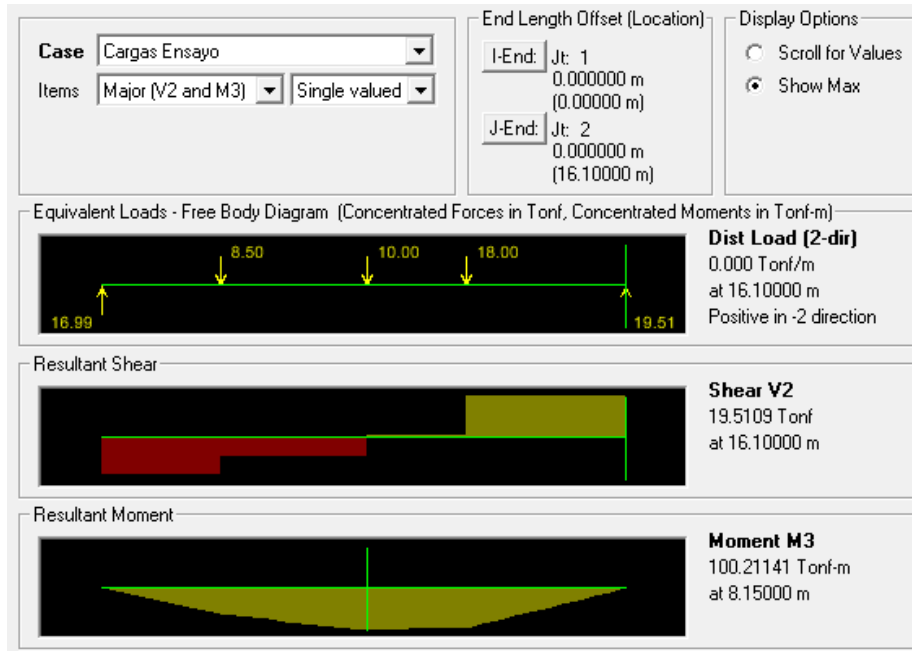 Case Cargas Ensayo
Items Major (V2 and M3) Single valued
End Length Offset (Location)
I-End: Jt: 1
0.000000 m
(0.00000 m)
J-End: Jt: 2
0.000000 m
(16.10000 m)
Display Options
Scroll for Values
Show Max
Equivalent Loads - Free Body Diagram (Concentrated Forces in Tonf, Concentrated Moments in Tonf-m)
8.50 10.00 18.00
16.99 19.51
Dist Load (2-dir)
0.000 Tonf/m
at 16.10000 m
Positive in -2 direction
Resultant Shear
Shear V2
19.5109 Tonf
at 16.10000 m
Resultant Moment
Moment M3
100.21141 Tonf-m
at 8.15000 m